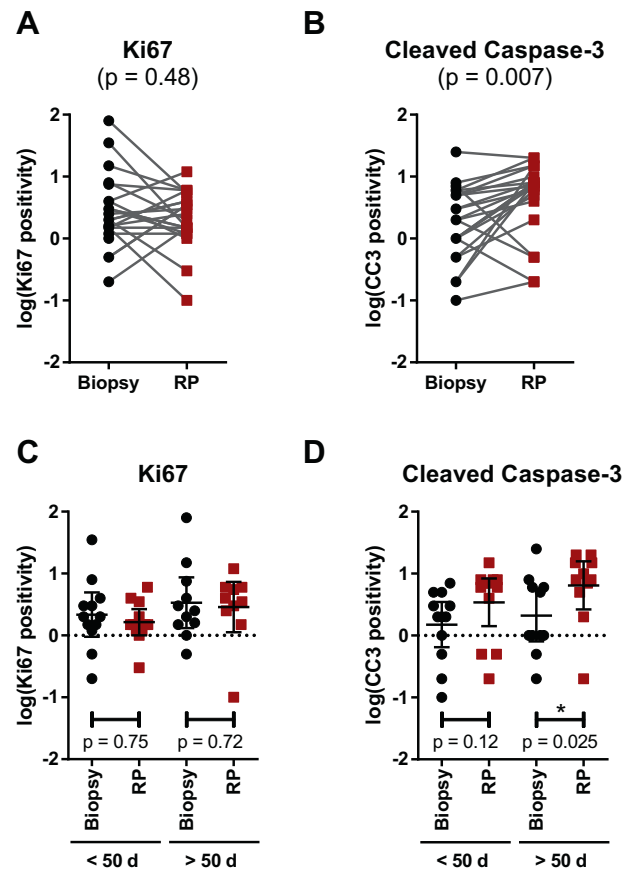 A
Ki67
(p = 0.48)
log(Ki67 positivity)
2
1
0
-1
-2
Biopsy
RP
B
Cleaved Caspase-3
(p = 0.007)
log(CC3 positivity)
2
1
0
-1
-2
Biopsy
RP
C
Ki67
log(Ki67 positivity)
2
1
0
-1
-2
p = 0.75
p = 0.72
Biopsy
RP
Biopsy
RP
< 50 d
> 50 d
D
Cleaved Caspase-3
log(CC3 positivity)
2
1
0
-1
-2
*
p = 0.12
p = 0.025
Biopsy
RP
Biopsy
RP
< 50 d
> 50 d